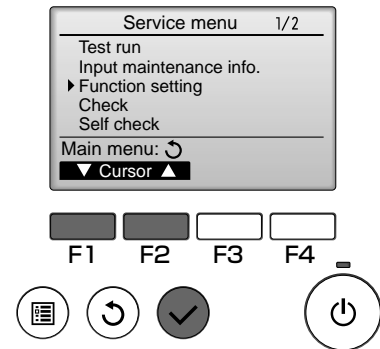 Service menu 1/2
Test run
Input maintenance info.
Function setting
Check
Self check
Main menu:
Cursor
F1 F2 F3 F4